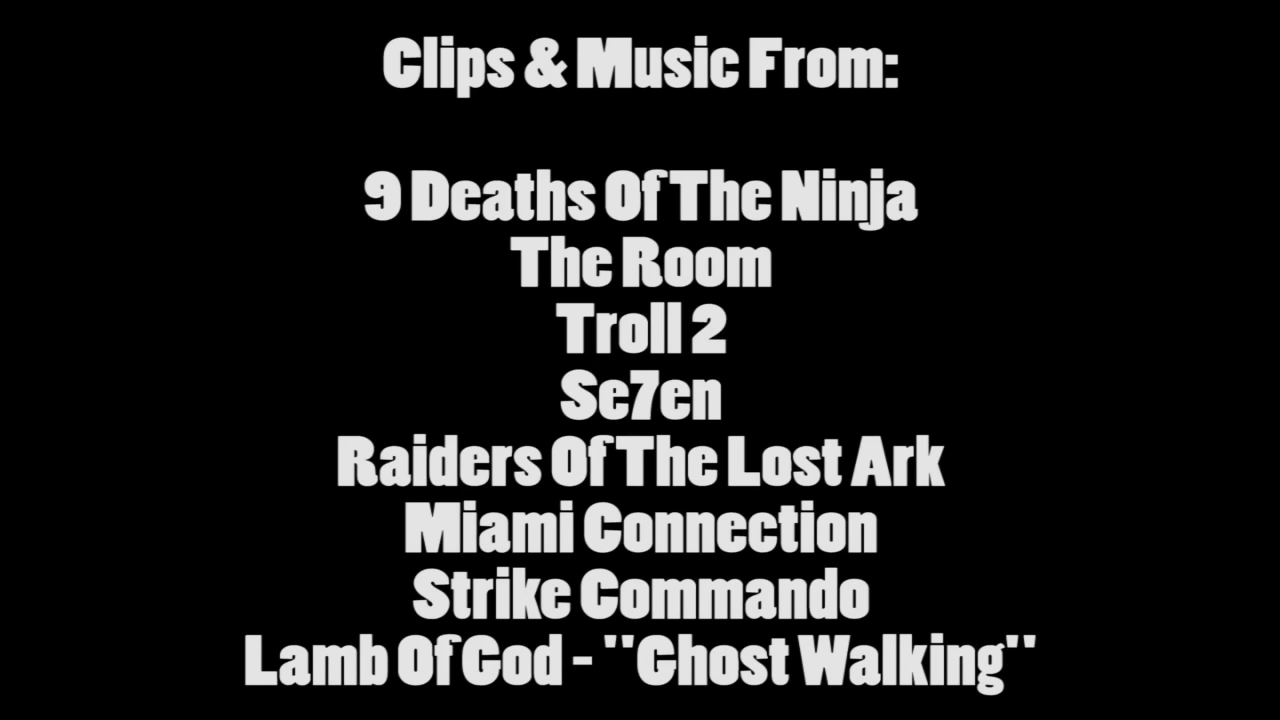 Clips & Music From:
9 Deaths Of The Ninja
The Room
Troll 2
Se7en
Raiders Of The Lost Ark
Miami Connection
Strike Commando
Lamb Of God - "Ghost Walking"